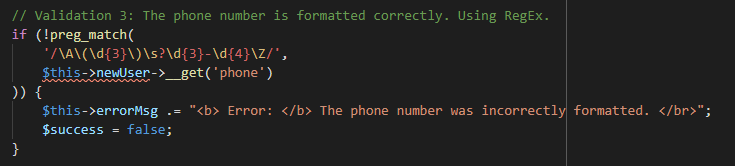 // Validation 3: The phone number is formatted correctly. Using RegEx.
if (!preg_match(
'/\A\(\d{3}\)\s?\d{3}-\d{4}\Z/',
$this->newUser->__get('phone')
)) {
$this->errorMsg .= "<b> Error: </b> The phone number was incorrectly formatted. </br>";
$success = false;
}